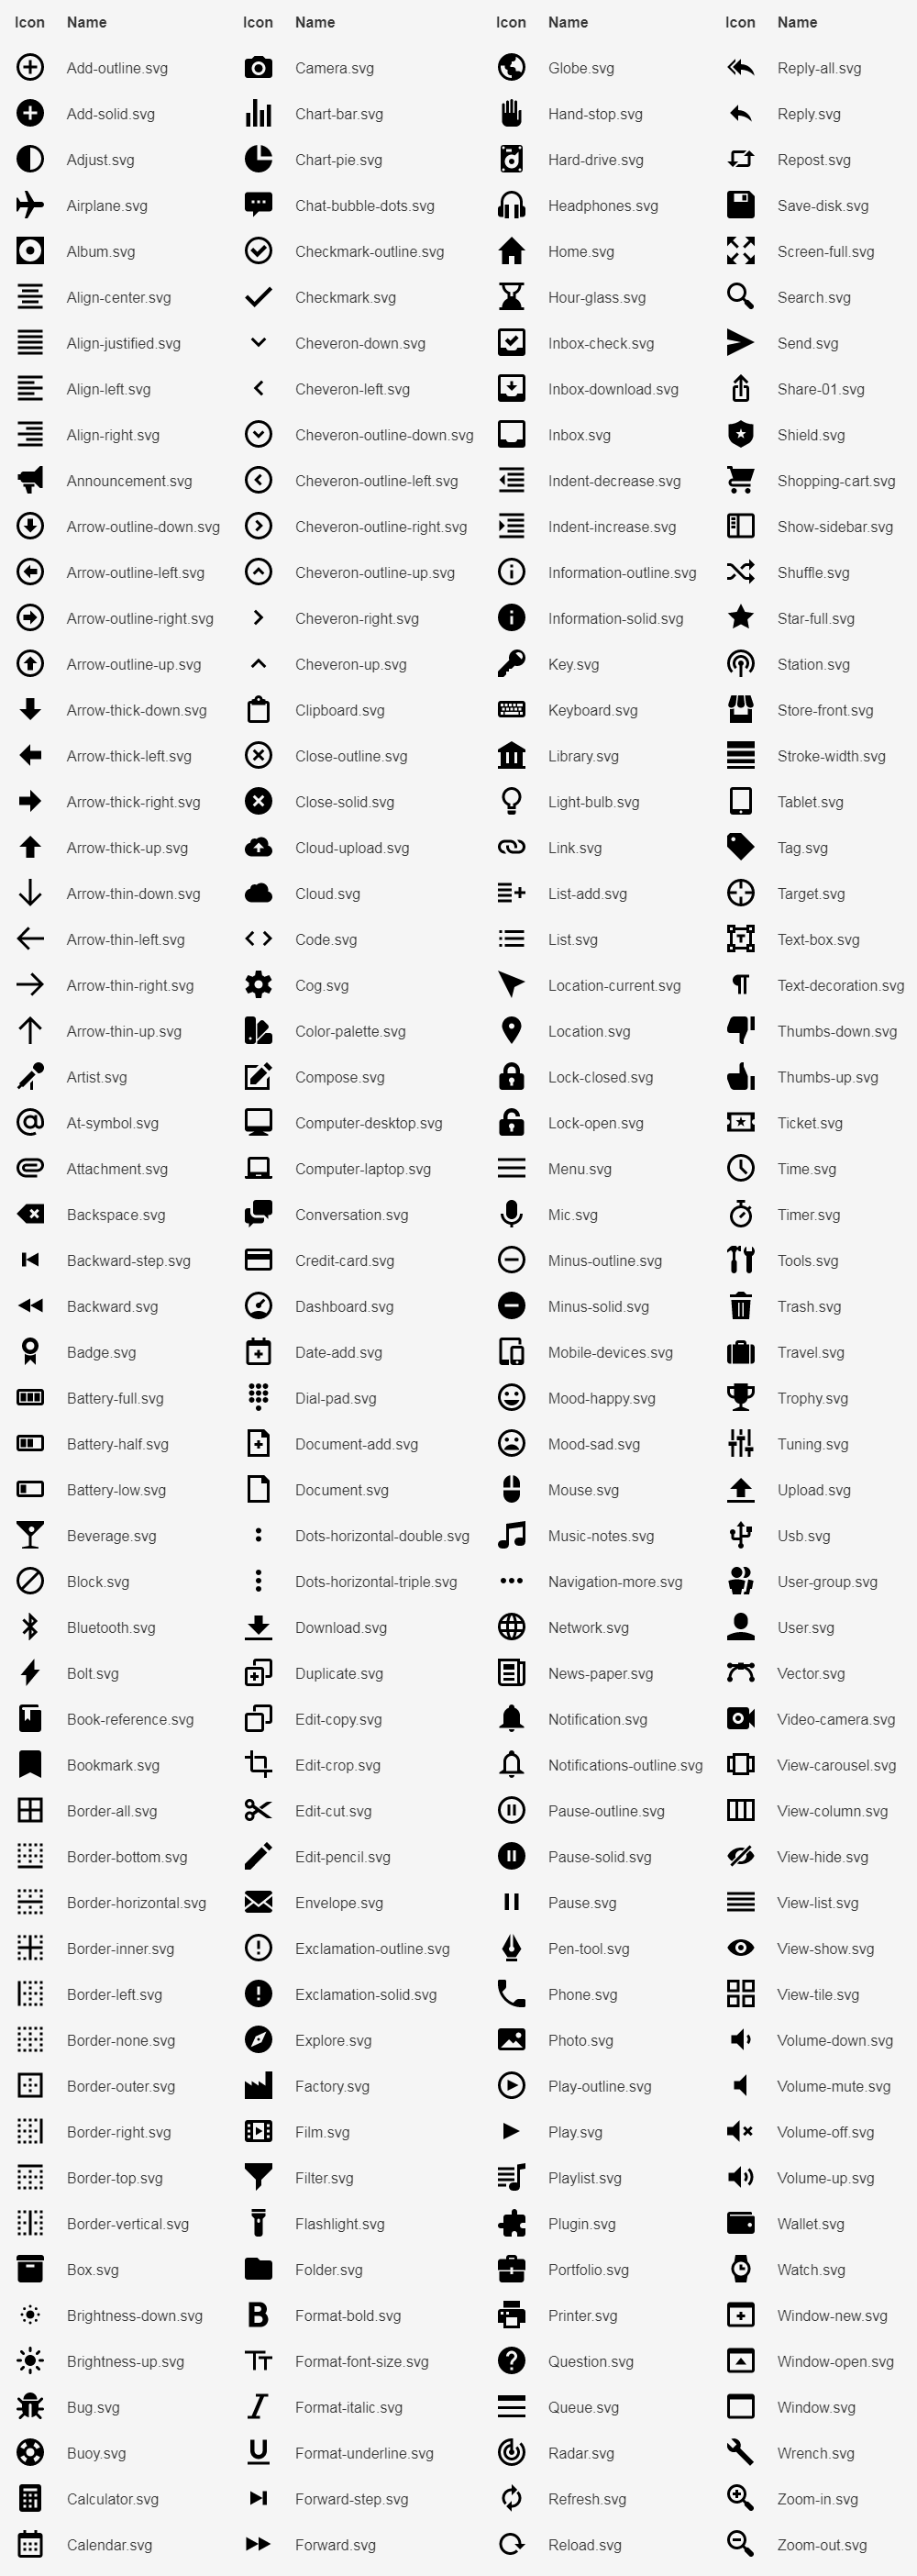 Icon Name Icon Name Icon Name Icon Name
Add-outline.svg Camera.svg Globe.svg Reply-all.svg
Add-solid.svg Chart-bar.svg Hand-stop.svg Reply.svg
Adjust.svg Chart-pie.svg Hard-drive.svg Repost.svg
Airplane.svg Chat-bubble-dots.svg Headphones.svg Save-disk.svg
Album.svg Checkmark-outline.svg Home.svg Screen-full.svg
Align-center.svg Checkmark.svg Hour-glass.svg Search.svg
Align-justified.svg Cheveron-down.svg Inbox-check.svg Send.svg
Align-left.svg Cheveron-left.svg Inbox-download.svg Share-01.svg
Align-right.svg Cheveron-outline-down.svg Inbox.svg Shield.svg
Announcement.svg Cheveron-outline-left.svg Indent-decrease.svg Shopping-cart.svg
Arrow-outline-down.svg Cheveron-outline-right.svg Indent-increase.svg Show-sidebar.svg
Arrow-outline-left.svg Cheveron-outline-up.svg Information-outline.svg Shuffle.svg
Arrow-outline-right.svg Cheveron-right.svg Information-solid.svg Star-full.svg
Arrow-outline-up.svg Cheveron-up.svg Key.svg Station.svg
Arrow-thick-down.svg Clipboard.svg Keyboard.svg Store-front.svg
Arrow-thick-left.svg Close-outline.svg Library.svg Stroke-width.svg
Arrow-thick-right.svg Close-solid.svg Light-bulb.svg Tablet.svg
Arrow-thick-up.svg Cloud-upload.svg Link.svg Tag.svg
Arrow-thin-down.svg Cloud.svg List-add.svg Target.svg
Arrow-thin-left.svg Code.svg List.svg Text-box.svg
Arrow-thin-right.svg Cog.svg Location-current.svg Text-decoration.svg
Arrow-thin-up.svg Color-palette.svg Location.svg Thumbs-down.svg
Artist.svg Compose.svg Lock-closed.svg Thumbs-up.svg
At-symbol.svg Computer-desktop.svg Lock-open.svg Ticket.svg
Attachment.svg Computer-laptop.svg Menu.svg Time.svg
Backspace.svg Conversation.svg Mic.svg Timer.svg
Backward-step.svg Credit-card.svg Minus-outline.svg Tools.svg
Backward.svg Dashboard.svg Minus-solid.svg Trash.svg
Badge.svg Date-add.svg Mobile-devices.svg Travel.svg
Battery-full.svg Dial-pad.svg Mood-happy.svg Trophy.svg
Battery-half.svg Document-add.svg Mood-sad.svg Tuning.svg
Battery-low.svg Document.svg Mouse.svg Upload.svg
Beverage.svg Dots-horizontal-double.svg Music-notes.svg Usb.svg
Block.svg Dots-horizontal-triple.svg Navigation-more.svg User-group.svg
Bluetooth.svg Download.svg Network.svg User.svg
Bolt.svg Duplicate.svg News-paper.svg Vector.svg
Book-reference.svg Edit-copy.svg Notification.svg Video-camera.svg
Bookmark.svg Edit-crop.svg Notifications-outline.svg View-carousel.svg
Border-all.svg Edit-cut.svg Pause-outline.svg View-column.svg
Border-bottom.svg Edit-pencil.svg Pause-solid.svg View-hide.svg
Border-horizontal.svg Envelope.svg Pause.svg View-list.svg
Border-inner.svg Exclamation-outline.svg Pen-tool.svg View-show.svg
Border-left.svg Exclamation-solid.svg Phone.svg View-tile.svg
Border-none.svg Explore.svg Photo.svg Volume-down.svg
Border-outer.svg Factory.svg Play-outline.svg Volume-mute.svg
Border-right.svg Film.svg Play.svg Volume-off.svg
Border-top.svg Filter.svg Playlist.svg Volume-up.svg
Border-vertical.svg Flashlight.svg Plugin.svg Wallet.svg
Box.svg Folder.svg Portfolio.svg Watch.svg
Brightness-down.svg Format-bold.svg Printer.svg Window-new.svg
Brightness-up.svg Format-font-size.svg Question.svg Window-open.svg
Bug.svg Format-italic.svg Queue.svg Window.svg
Buoy.svg Format-underline.svg Radar.svg Wrench.svg
Calculator.svg Forward-step.svg Refresh.svg Zoom-in.svg
Calendar.svg Forward.svg Reload.svg Zoom-out.svg